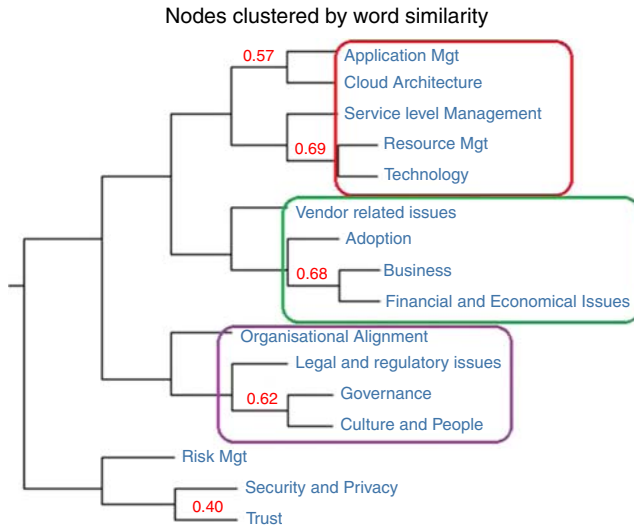 Nodes clustered by word similarity
0.57
Application Mgt
Cloud Architecture
Service level Management
0.69
Resource Mgt
Technology
Vendor related issues
Adoption
0.68
Business
Financial and Economical Issues
Organisational Alignment
Legal and regulatory issues
0.62
Governance
Culture and People
Risk Mgt
Security and Privacy
0.40
Trust